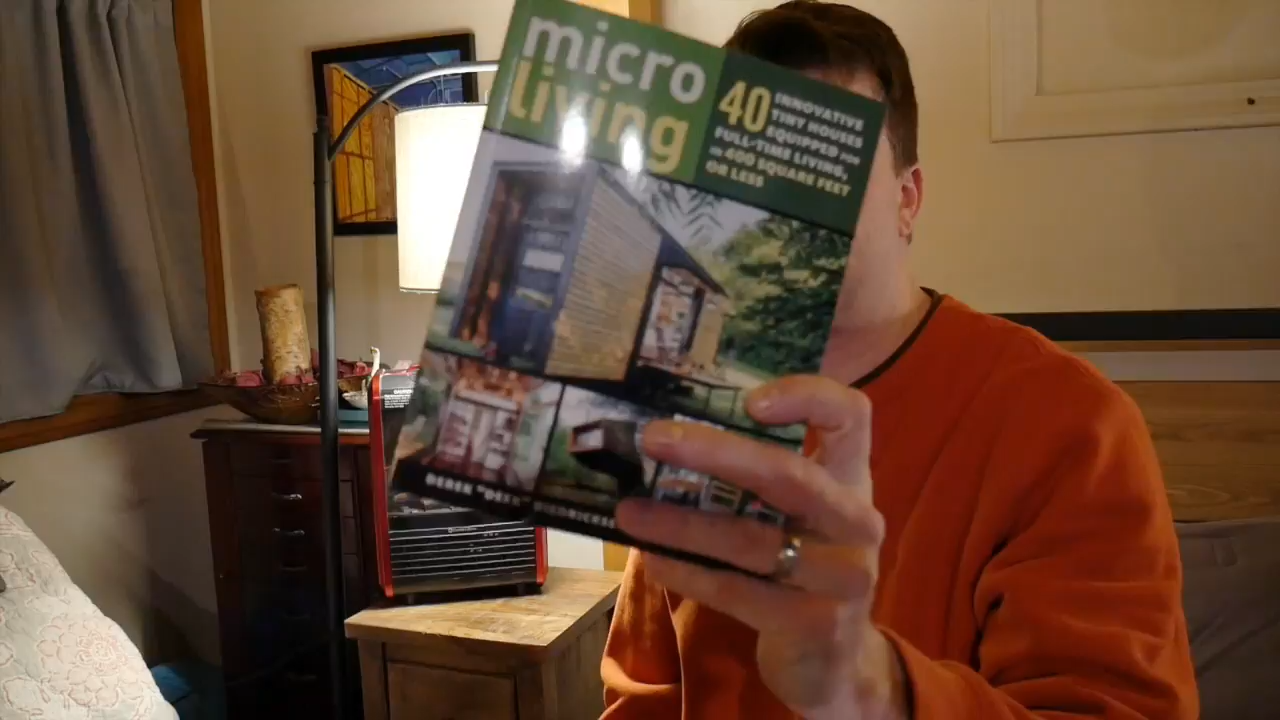 micro
living
40 INNOVATIVE
TINY HOUSES
EQUIPPED FOR
FULL-TIME LIVING,
IN 400 SQUARE FEET
OR LESS
DEREK "DEEK"